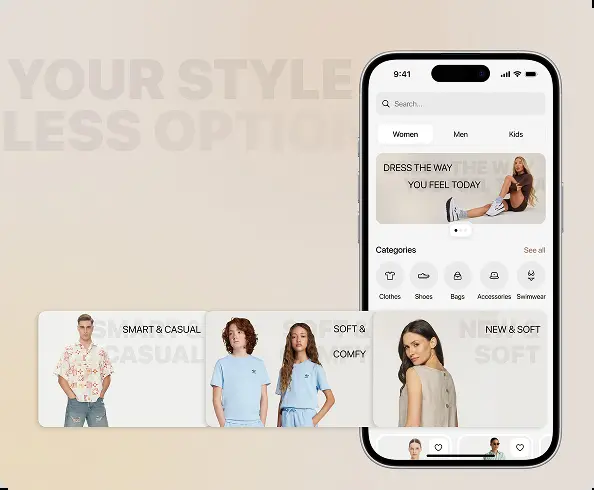 YOUR STYLE
LESS OPTION
9:41
Search...
Women
Men
Kids
THE WAY
DRESS THE WAY
YOU FEEL TODAY
Categories
See all
Clothes
Shoes
Bags
Accessories
Swimwear
SMART &
CASUAL
SMART & CASUAL
SOFT &
COMFY
NEW &
SOFT
NEW & SOFT